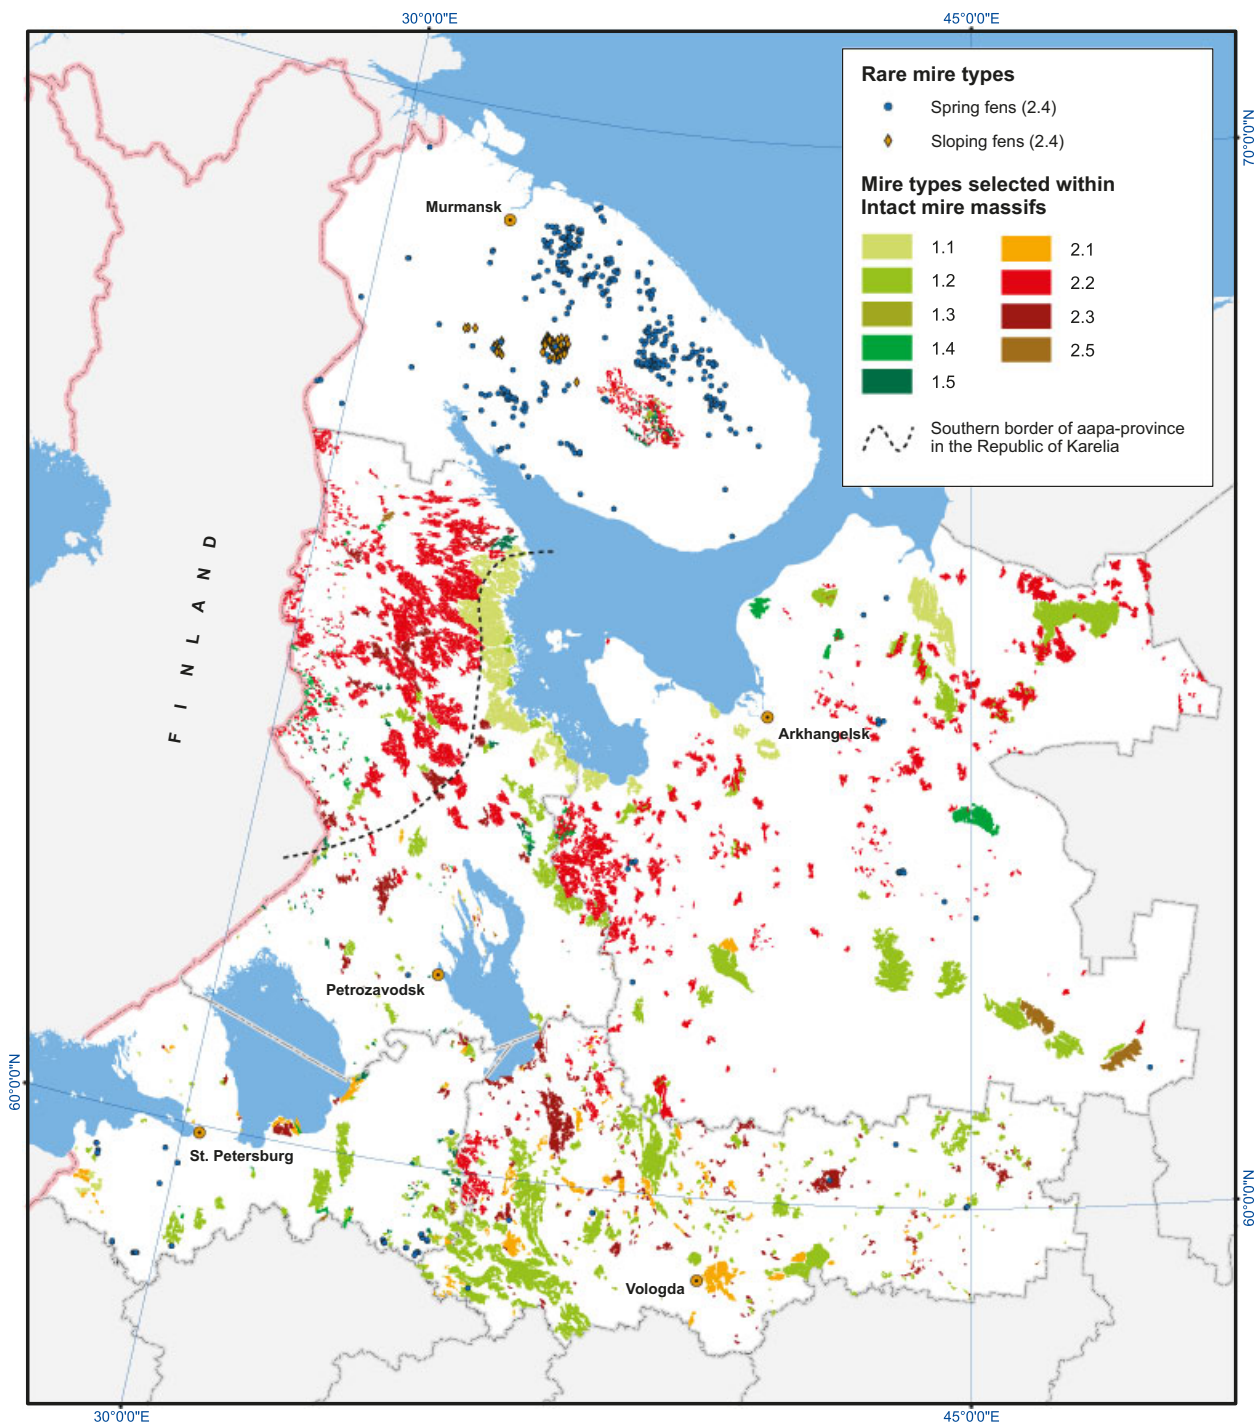 30°0'0"E
45°0'0"E
70°0'0"N
Rare mire types
Spring fens (2.4)
Sloping fens (2.4)
Mire types selected within
Intact mire massifs
1.1
2.1
1.2
2.2
1.3
2.3
1.4
2.5
1.5
Southern border of aapa-province
in the Republic of Karelia
Murmansk
FINLAND
Arkhangelsk
Petrozavodsk
60°0'0"N
St. Petersburg
60°0'0"N
Vologda
30°0'0"E
45°0'0"E